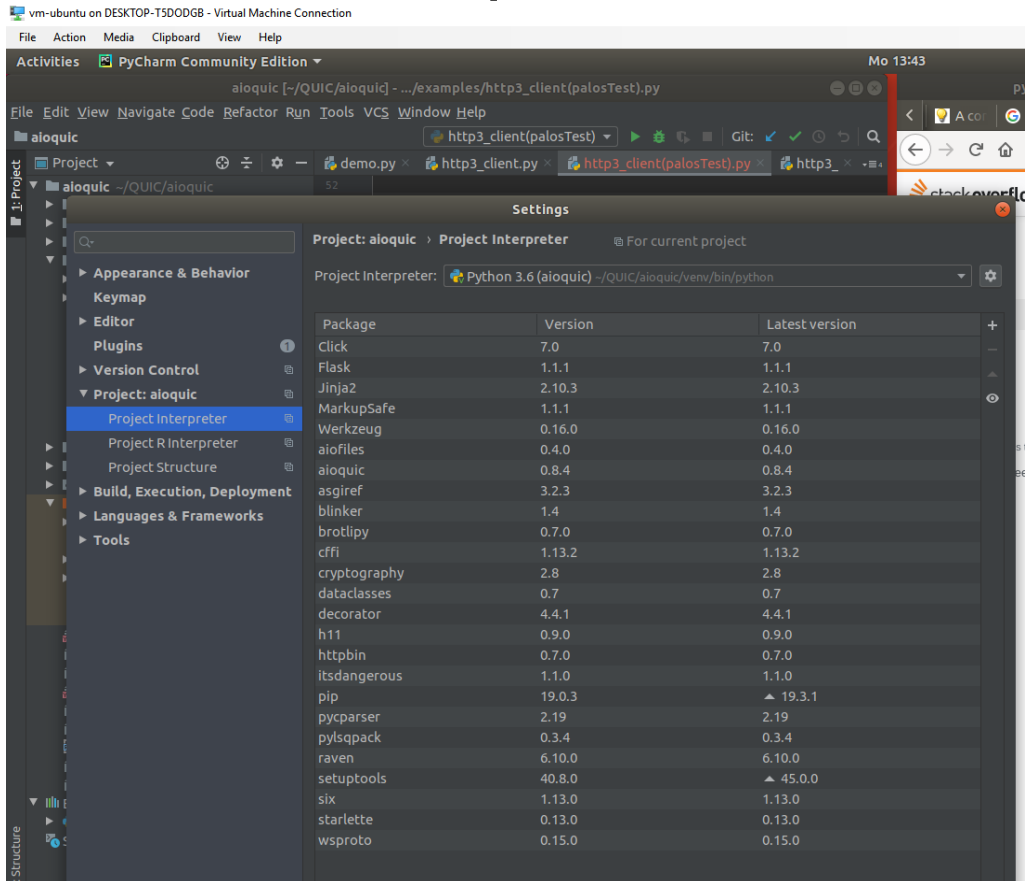 vm-ubuntu on DESKTOP-T5DODGB - Virtual Machine Connection
File Action Media Clipboard View Help
Activities PyCharm Community Edition Mo 13:43
aioquic [~/QUIC/aioquic] - .../examples/http3_client(palosTest).py
File Edit View Navigate Code Refactor Run Tools VCS Window Help
aioquic http3_client(palosTest) Git:
A cor
1: Project
Project demo.py http3_client.py http3_client(palosTest).py http3_
aioquic ~/QUIC/aioquic 52
Settings
Project: aioquic › Project Interpreter For current project
Project Interpreter: Python 3.6 (aioquic) ~/QUIC/aioquic/venv/bin/python
Appearance & Behavior
Keymap
Editor
Plugins 1
Version Control
Project: aioquic
Project Interpreter
Project R Interpreter
Project Structure
Build, Execution, Deployment
Languages & Frameworks
Tools
Package Version Latest version
Click 7.0 7.0
Flask 1.1.1 1.1.1
Jinja2 2.10.3 2.10.3
MarkupSafe 1.1.1 1.1.1
Werkzeug 0.16.0 0.16.0
aiofiles 0.4.0 0.4.0
aioquic 0.8.4 0.8.4
asgiref 3.2.3 3.2.3
blinker 1.4 1.4
brotlipy 0.7.0 0.7.0
cffi 1.13.2 1.13.2
cryptography 2.8 2.8
dataclasses 0.7 0.7
decorator 4.4.1 4.4.1
h11 0.9.0 0.9.0
httpbin 0.7.0 0.7.0
itsdangerous 1.1.0 1.1.0
pip 19.0.3 19.3.1
pycparser 2.19 2.19
pylsqpack 0.3.4 0.3.4
raven 6.10.0 6.10.0
setuptools 40.8.0 45.0.0
six 1.13.0 1.13.0
starlette 0.13.0 0.13.0
wsproto 0.15.0 0.15.0
Structure